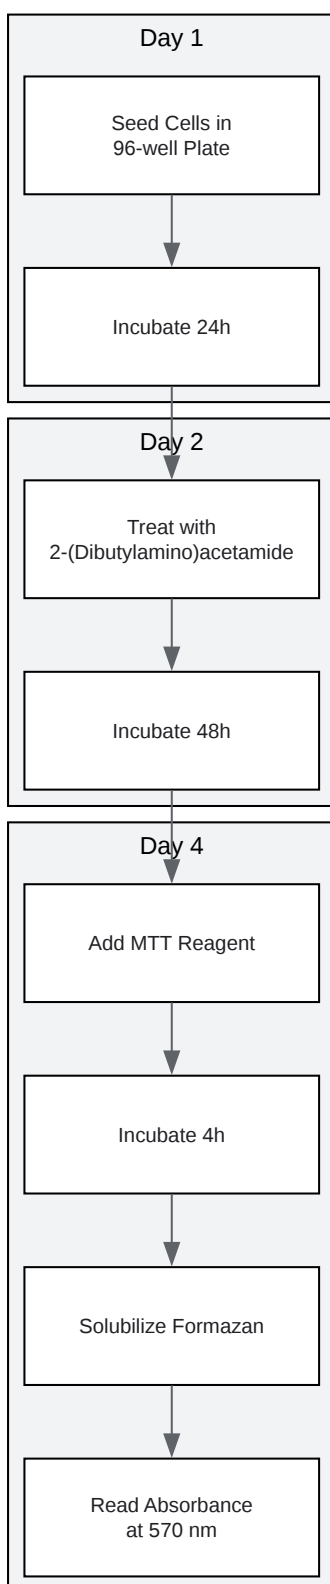 Day 1
Seed Cells in
96-well Plate
Incubate 24h
Day 2
Treat with
2-(Dibutylamino)acetamide
Incubate 48h
Day 4
Add MTT Reagent
Incubate 4h
Solubilize Formazan
Read Absorbance
at 570 nm